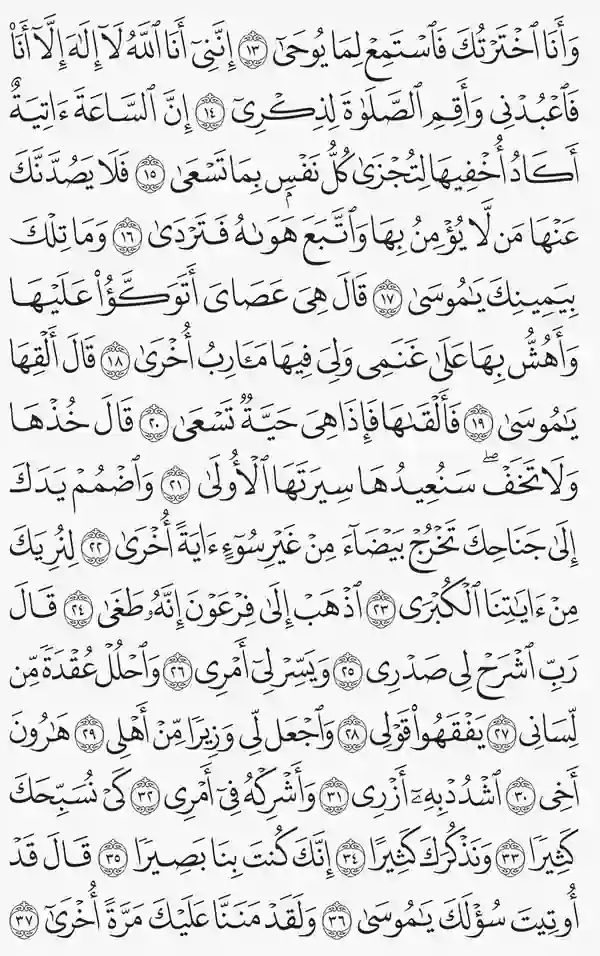 وَأَنَا ٱخْتَرْتُكَ فَٱسْتَمِعْ لِمَا يُوحَىٰٓ ١٣ إِنَّنِىٓ أَنَا ٱللَّهُ لَآ إِلَٰهَ إِلَّآ أَنَا۠
فَٱعْبُدْنِى وَأَقِمِ ٱلصَّلَوٰةَ لِذِكْرِىٓ ١٤ إِنَّ ٱلسَّاعَةَ ءَاتِيَةٌ
أَكَادُ أُخْفِيهَا لِتُجْزَىٰ كُلُّ نَفْسٍۭ بِمَا تَسْعَىٰ ١٥ فَلَا يَصُدَّنَّكَ
عَنْهَا مَن لَّا يُؤْمِنُ بِهَا وَٱتَّبَعَ هَوَىٰهُ فَتَرْدَىٰ ١٦ وَمَا تِلْكَ
بِيَمِينِكَ يَٰمُوسَىٰ ١٧ قَالَ هِىَ عَصَاىَ أَتَوَكَّؤُا۟ عَلَيْهَا
وَأَهُشُّ بِهَا عَلَىٰ غَنَمِى وَلِىَ فِيهَا مَـَٔارِبُ أُخْرَىٰ ١٨ قَالَ أَلْقِهَا
يَٰمُوسَىٰ ١٩ فَأَلْقَىٰهَا فَإِذَا هِىَ حَيَّةٌ تَسْعَىٰ ٢٠ قَالَ خُذْهَا
وَلَا تَخَفْ ۖ سَنُعِيدُهَا سِيرَتَهَا ٱلْأُولَىٰ ٢١ وَٱضْمُمْ يَدَكَ
إِلَىٰ جَنَاحِكَ تَخْرُجْ بَيْضَآءَ مِنْ غَيْرِ سُوٓءٍ ءَايَةً أُخْرَىٰ ٢٢ لِنُرِيَكَ
مِنْ ءَايَٰتِنَا ٱلْكُبْرَى ٢٣ ٱذْهَبْ إِلَىٰ فِرْعَوْنَ إِنَّهُۥ طَغَىٰ ٢٤ قَالَ
رَبِّ ٱشْرَحْ لِى صَدْرِى ٢٥ وَيَسِّرْ لِىٓ أَمْرِى ٢٦ وَٱحْلُلْ عُقْدَةً مِّن
لِّسَانِى ٢٧ يَفْقَهُوا۟ قَوْلِى ٢٨ وَٱجْعَل لِّى وَزِيرًا مِّنْ أَهْلِى ٢٩ هَٰرُونَ
أَخِى ٣٠ ٱشْدُدْ بِهِۦٓ أَزْرِى ٣١ وَأَشْرِكْهُ فِىٓ أَمْرِى ٣٢ كَىْ نُسَبِّحَكَ
كَثِيرًا ٣٣ وَنَذْكُرَكَ كَثِيرًا ٣٤ إِنَّكَ كُنتَ بِنَا بَصِيرًا ٣٥ قَالَ قَدْ
أُوتِيتَ سُؤْلَكَ يَٰمُوسَىٰ ٣٦ وَلَقَدْ مَنَنَّا عَلَيْكَ مَرَّةً أُخْرَىٰٓ ٣٧